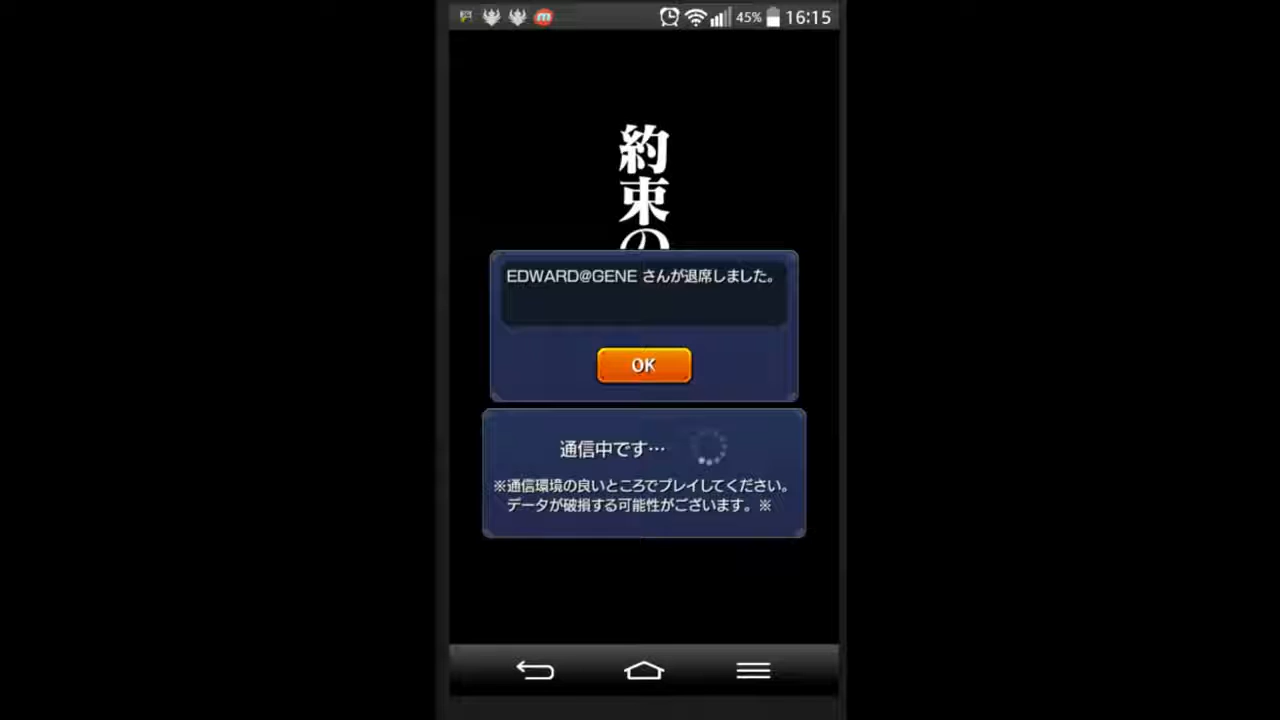 45% 16:15
約束の
EDWARD@GENE さんが退席しました。
OK
通信中です…
※通信環境の良いところでプレイしてください。
データが破損する可能性がございます。※